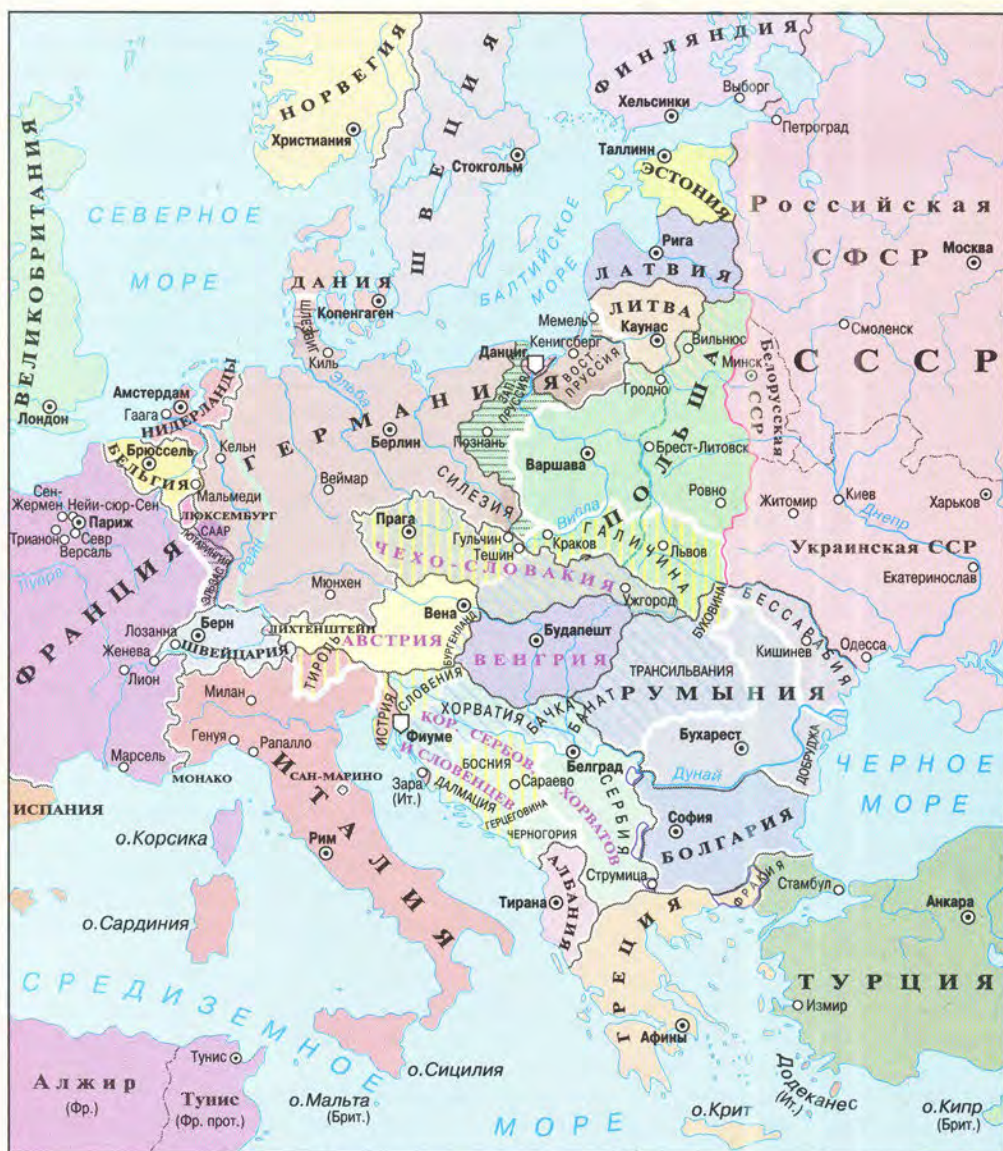 НОРВЕГИЯ
ШВЕЦИЯ
ФИНЛЯНДИЯ
Выборг
Хельсинки
Петроград
Христиания
Стокгольм
Таллинн
ЭСТОНИЯ
ВЕЛИКОБРИТАНИЯ
СЕВЕРНОЕ
МОРЕ
Российская
СФСР
Москва
Рига
ЛАТВИЯ
БАЛТИЙСКОЕ
МОРЕ
ДАНИЯ
Копенгаген
ШЛЕЗВИГ
Киль
ЛИТВА
Мемель
Каунас
Вильнюс
Смоленск
Кенигсберг
Данциг
ВОСТ.
ПРУССИЯ
ЗАП.
ПРУССИЯ
Минск
Белорусская
ССР
СССР
Гродно
Эльба
Амстердам
Гаага
НИДЕРЛАНДЫ
Лондон
ГЕРМАНИЯ
Берлин
Познань
Варшава
ПОЛЬША
Брест-Литовск
Брюссель
БЕЛЬГИЯ
Кельн
Мальмеди
Веймар
СИЛЕЗИЯ
Ровно
Житомир
Киев
Днепр
Харьков
Сен-
Жермен
Нейи-сюр-Сен
Париж
Трианон
Севр
Версаль
ЛЮКСЕМБУРГ
СААР
ЛОТАРИНГИЯ
ЭЛЬЗАС
Рейн
Прага
Гульчин
Тешин
Висла
Краков
ГАЛИЧИНА
Львов
Украинская ССР
Екатеринослав
ЧЕХО-СЛОВАКИЯ
Ужгород
БУКОВИНА
БЕССАРАБИЯ
Луара
ФРАНЦИЯ
Мюнхен
Вена
Лозанна
Берн
Женева
ШВЕЙЦАРИЯ
Лион
ЛИХТЕНШТЕЙН
АВСТРИЯ
ТИРОЛЬ
БУРГЕНЛАНД
Будапешт
ВЕНГРИЯ
ТРАНСИЛЬВАНИЯ
Кишинев
Одесса
РУМЫНИЯ
Милан
Генуя
Рапалло
Марсель
МОНАКО
САН-МАРИНО
ИТАЛИЯ
ИСТРИЯ
СЛОВЕНИЯ
Фиуме
ХОРВАТИЯ
БАЧКА
БАНАТ
Бухарест
ДОБРУДЖА
Белград
Дунай
КОР. СЕРБОВ,
ХОРВАТОВ
И СЛОВЕНЦЕВ
БОСНИЯ
Сараево
Зара
(Ит.)
ДАЛМАЦИЯ
ГЕРЦЕГОВИНА
СЕРБИЯ
ЧЕРНОГОРИЯ
ЧЕРНОЕ
МОРЕ
София
БОЛГАРИЯ
Струмица
ИСПАНИЯ
о.Корсика
Рим
АЛБАНИЯ
Тирана
ФРАКИЯ
Стамбул
Анкара
о.Сардиния
ГРЕЦИЯ
Афины
ТУРЦИЯ
Измир
СРЕДИЗЕМНОЕ
МОРЕ
Тунис
Алжир
(Фр.)
Тунис
(Фр. прот.)
о.Сицилия
о.Мальта
(Брит.)
о.Крит
Додеканес
(Ит.)
о.Кипр
(Брит.)